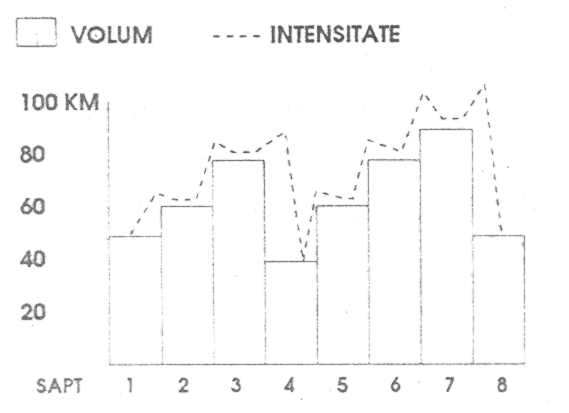 VOLUM ---- INTENSITATE
100 KM
80
60
40
20
SAPT 1 2 3 4 5 6 7 8